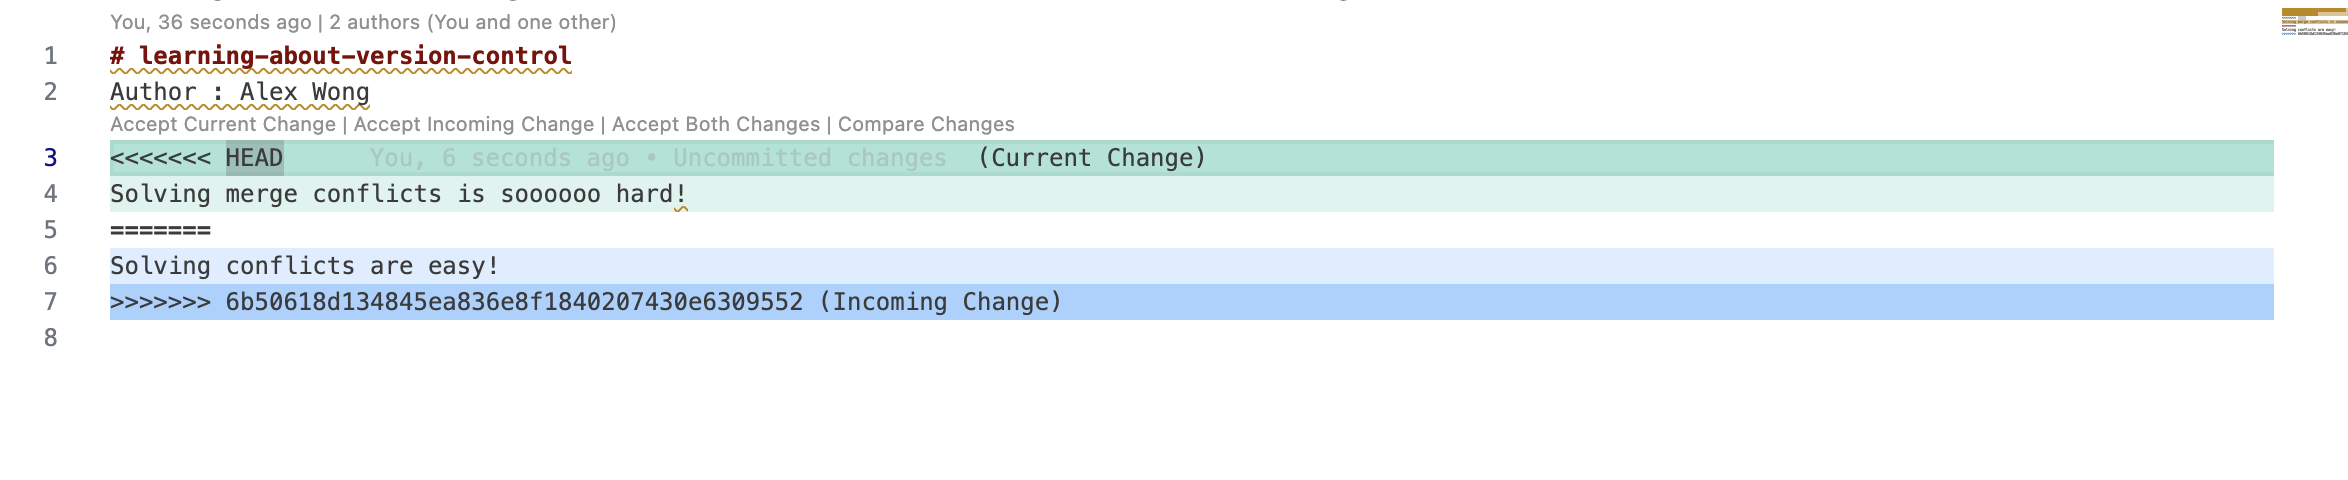 You, 36 seconds ago | 2 authors (You and one other)
1 # learning-about-version-control
2 Author : Alex Wong
Accept Current Change | Accept Incoming Change | Accept Both Changes | Compare Changes
3 <<<<<<< HEAD You, 6 seconds ago • Uncommitted changes (Current Change)
4 Solving merge conflicts is soooooo hard!
5 =======
6 Solving conflicts are easy!
7 >>>>>>> 6b50618d134845ea836e8f1840207430e6309552 (Incoming Change)
8